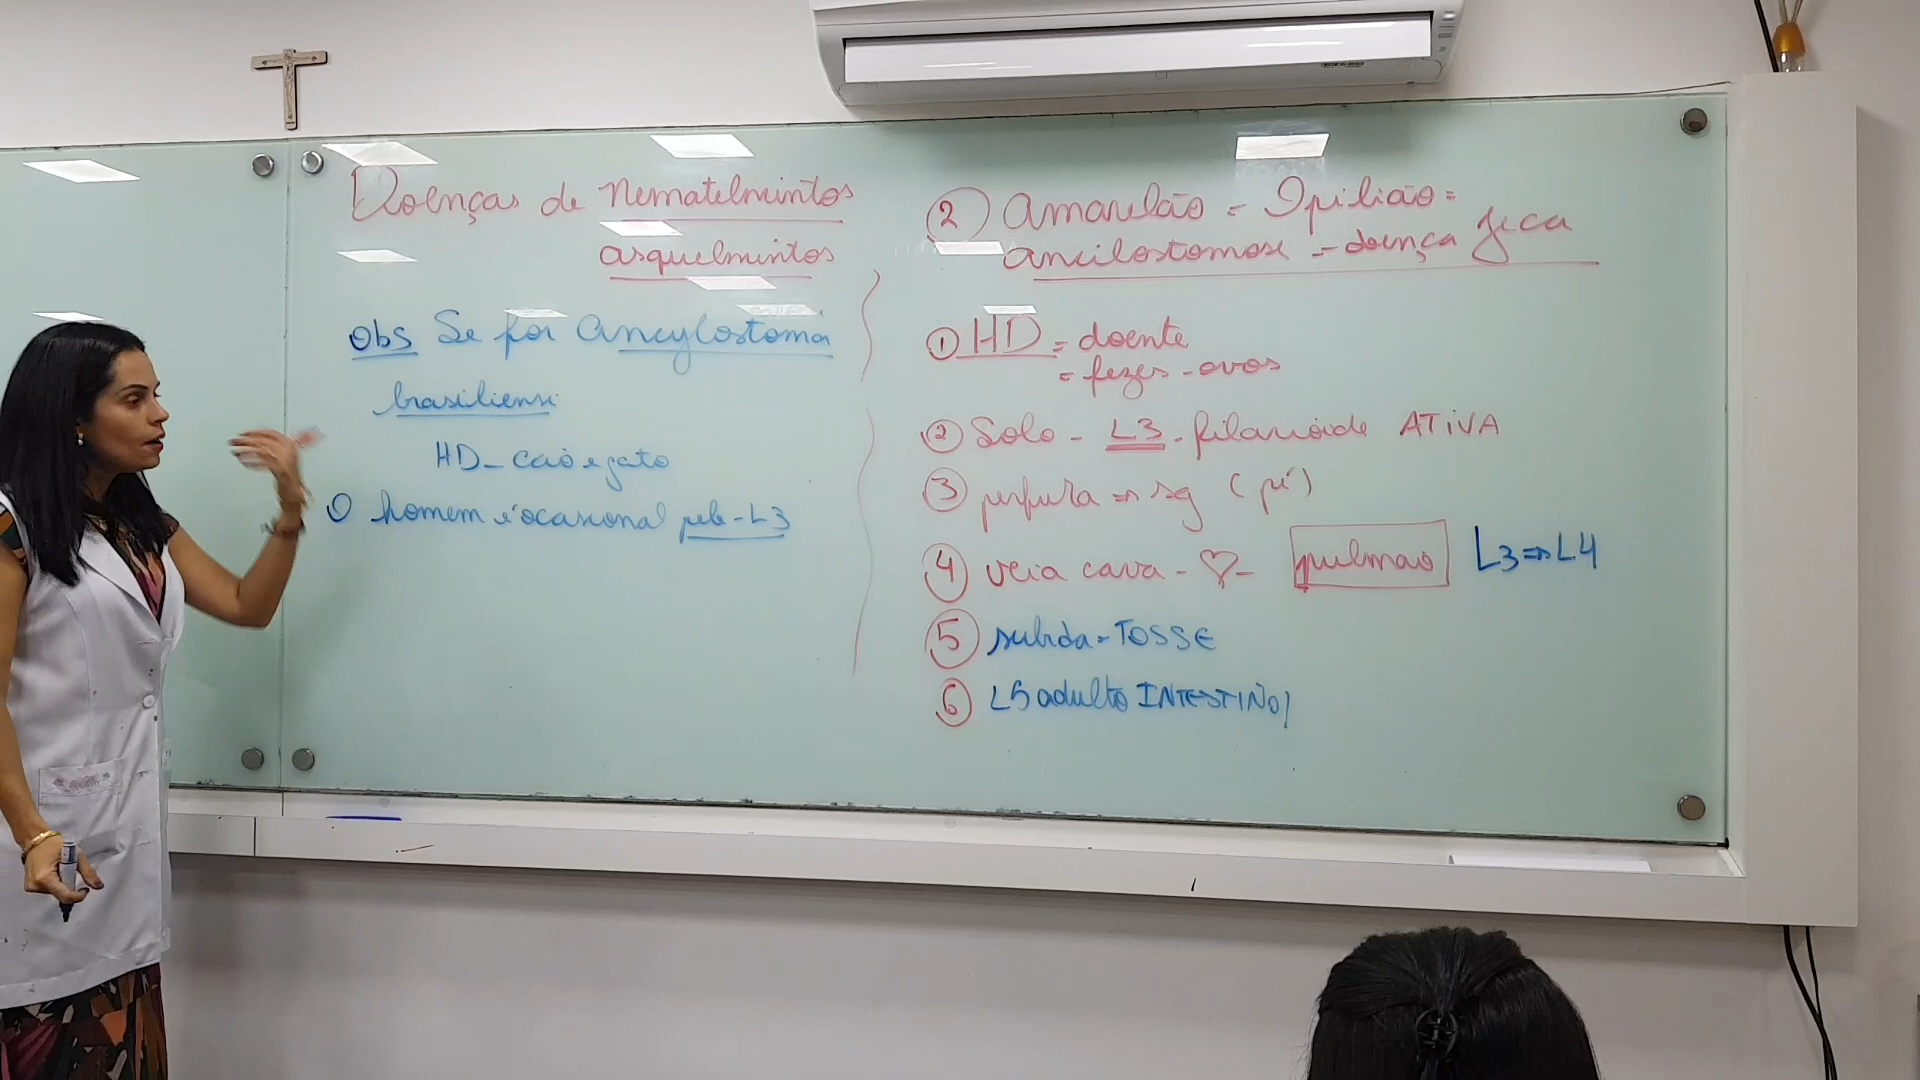 Doenças de Nematelmintos
asquelmintos
Obs Se for Ancylostoma
brasiliensi
HD - cão e gato
O homem é ocasional pele - L3
② Amarelão = Opilião =
ancilostomose = doença jeca
① HD = doente
= fezes - ovos
② Solo - L3 - filarióide ATIVA
③ perfura ⇒ sg (pé)
④ veia cava - ♡ - pulmao L3 ⇒ L4
⑤ subida = TOSSE
⑥ L5 adulto INTESTIÑO